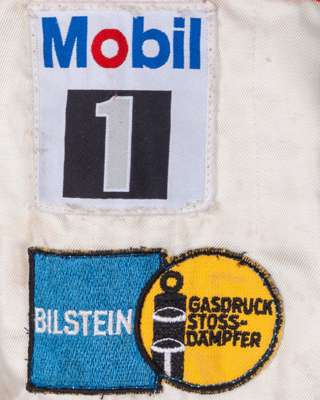 Mobil
1
BILSTEIN
GASDRUCK
STOSS-
DÄMPFER